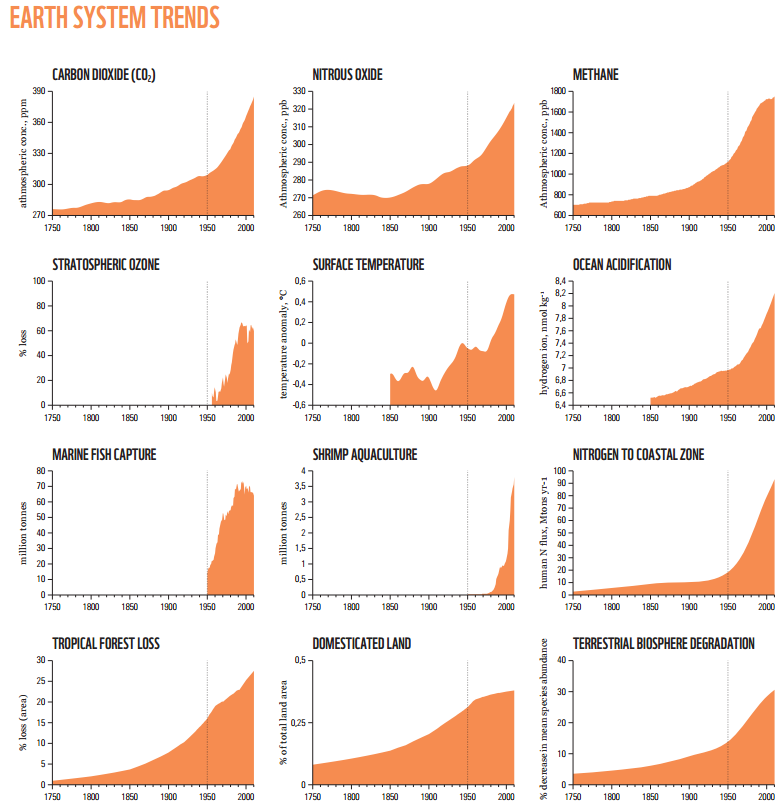 EARTH SYSTEM TRENDS
CARBON DIOXIDE (CO₂)
athmospheric conc., ppm
390
360
330
300
270
1750 1800 1850 1900 1950 2000
NITROUS OXIDE
Athmospheric conc., ppb
330
320
310
300
290
280
270
260
1750 1800 1850 1900 1950 2000
METHANE
Athmospheric conc., ppb
1800
1600
1400
1200
1000
800
600
1750 1800 1850 1900 1950 2000
STRATOSPHERIC OZONE
% loss
100
80
60
40
20
0
1750 1800 1850 1900 1950 2000
SURFACE TEMPERATURE
temperature anomaly, °C
0,6
0,4
0,2
0
-0,2
-0,4
-0,6
1750 1800 1850 1900 1950 2000
OCEAN ACIDIFICATION
hydrogen ion, nmol kg⁻¹
8,4
8,2
8
7,8
7,6
7,4
7,2
7
6,8
6,6
6,4
1750 1800 1850 1900 1950 2000
MARINE FISH CAPTURE
million tonnes
80
70
60
50
40
30
20
10
0
1750 1800 1850 1900 1950 2000
SHRIMP AQUACULTURE
million tonnes
4
3,5
3
2,5
2
1,5
1
0,5
0
1750 1800 1850 1900 1950 2000
NITROGEN TO COASTAL ZONE
human N flux, Mtons yr-1
100
90
80
70
60
50
40
30
20
10
0
1750 1800 1850 1900 1950 2000
TROPICAL FOREST LOSS
% loss (area)
30
25
20
15
10
5
0
1750 1800 1850 1900 1950 2000
DOMESTICATED LAND
% of total land area
0,5
0,25
0
1750 1800 1850 1900 1950 2000
TERRESTRIAL BIOSPHERE DEGRADATION
% decrease in mean species abundance
40
30
20
10
0
1750 1800 1850 1900 1950 2000